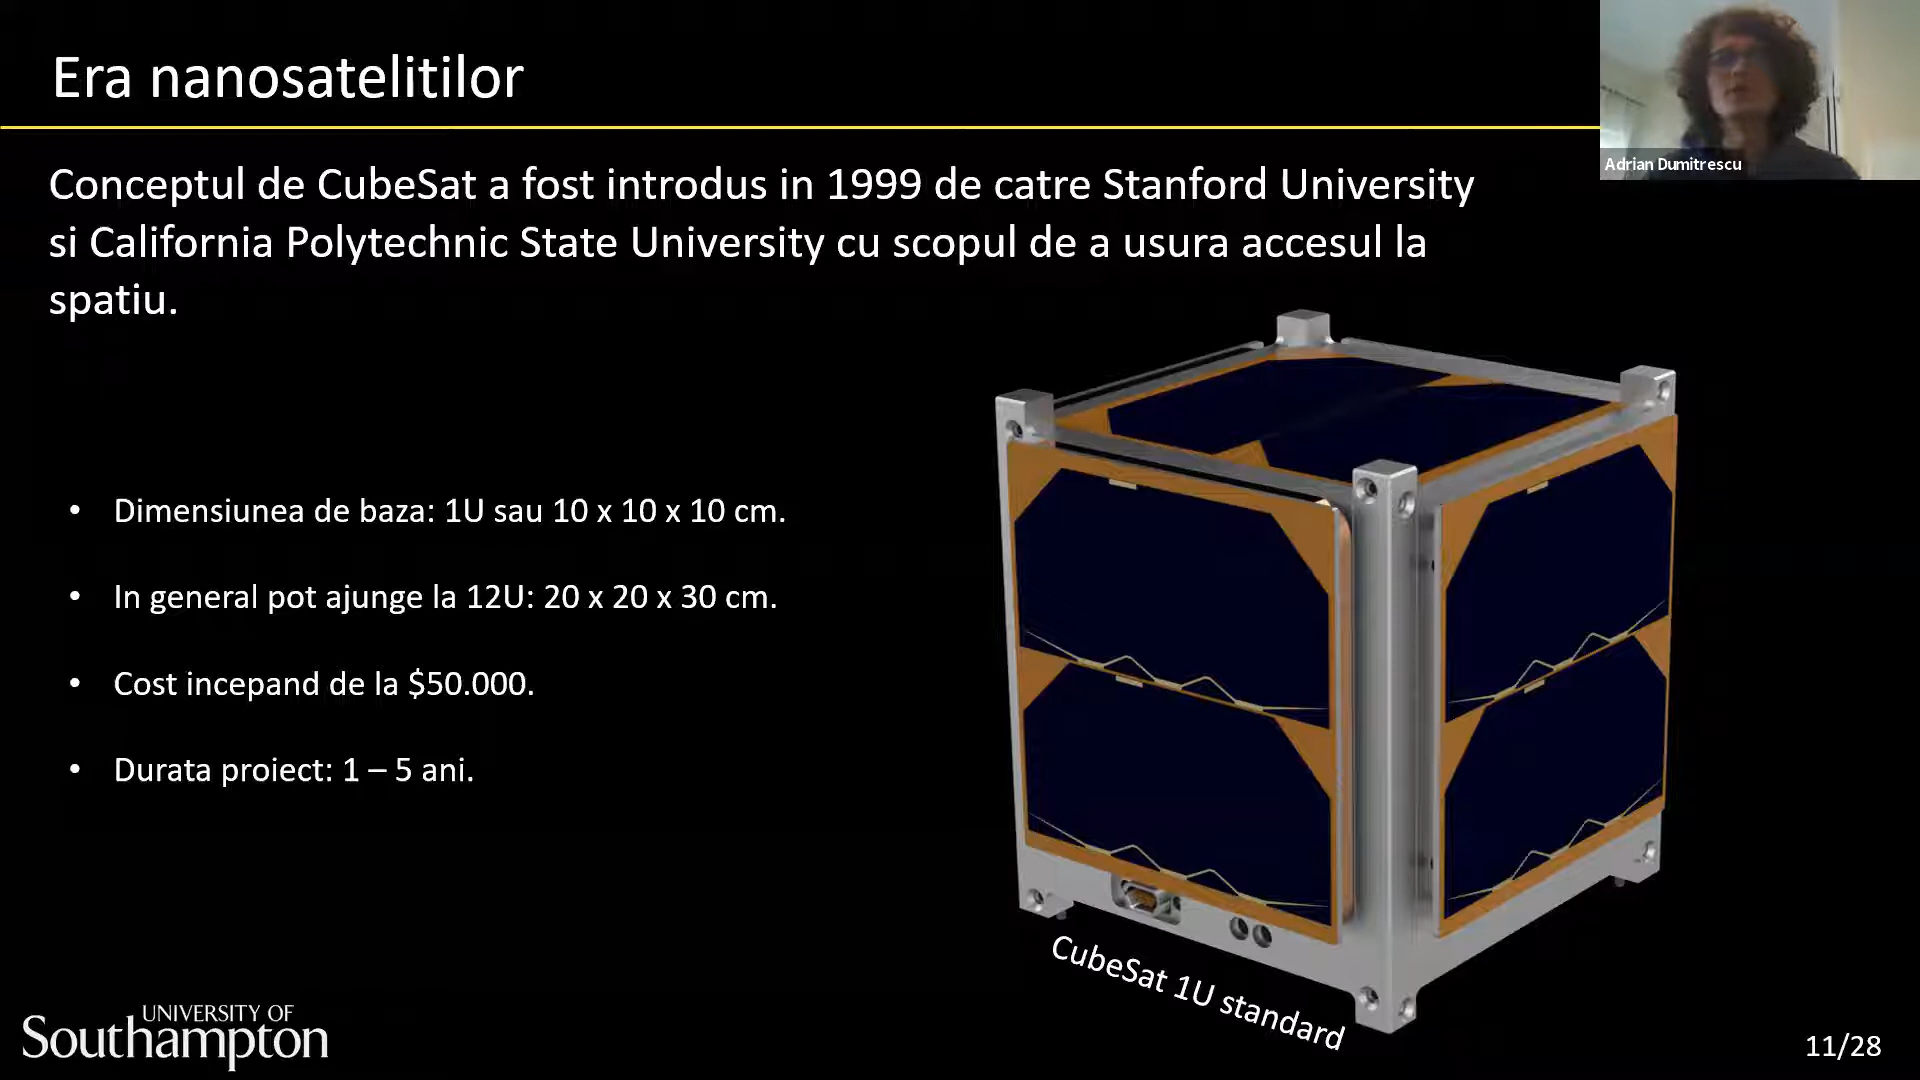 Era nanosatelitilor
Adrian Dumitrescu
Conceptul de CubeSat a fost introdus in 1999 de catre Stanford University
si California Polytechnic State University cu scopul de a usura accesul la
spatiu.
• Dimensiunea de baza: 1U sau 10 x 10 x 10 cm.
• In general pot ajunge la 12U: 20 x 20 x 30 cm.
• Cost incepand de la $50.000.
• Durata proiect: 1 – 5 ani.
CubeSat 1U standard
UNIVERSITY OF
Southampton
11/28